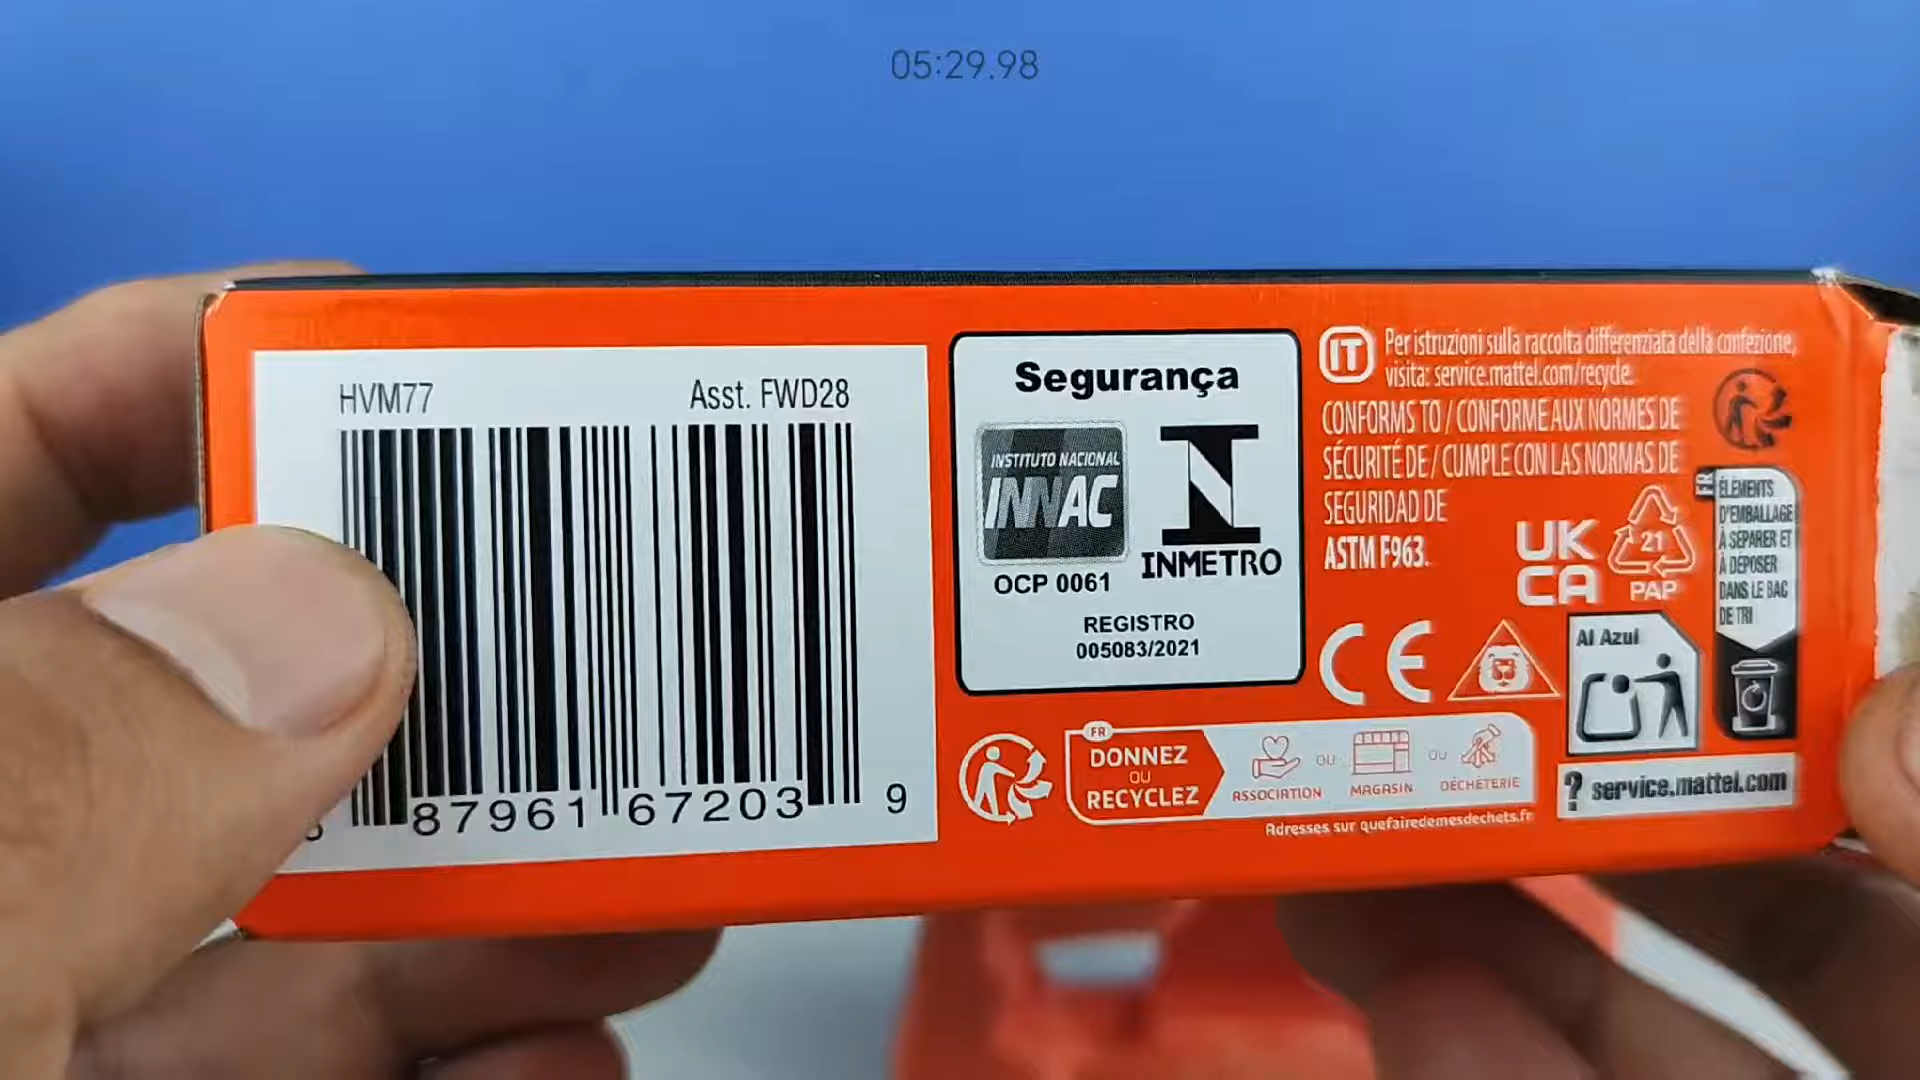 05:29.98
HVM77
Asst. FWD28
87961 67203 9
Segurança
INSTITUTO NACIONAL
INNAC
OCP 0061
INMETRO
REGISTRO
005083/2021
IT
Per istruzioni sulla raccolta differenziata della confezione,
visita: service.mattel.com/recycle.
CONFORMS TO / CONFORME AUX NORMES DE
SÉCURITÉ DE / CUMPLE CON LAS NORMAS DE
SEGURIDAD DE
ASTM F963.
UK
CA
21
PAP
FR
ÉLÉMENTS
D'EMBALLAGE
À SÉPARER ET
À DÉPOSER
DANS LE BAC
DE TRI
CE
Al Azul
FR
DONNEZ
OU
RECYCLEZ
ASSOCIATION
OU
MAGASIN
OU
DÉCHÈTERIE
Adresses sur quefairedemesdechets.fr
? service.mattel.com